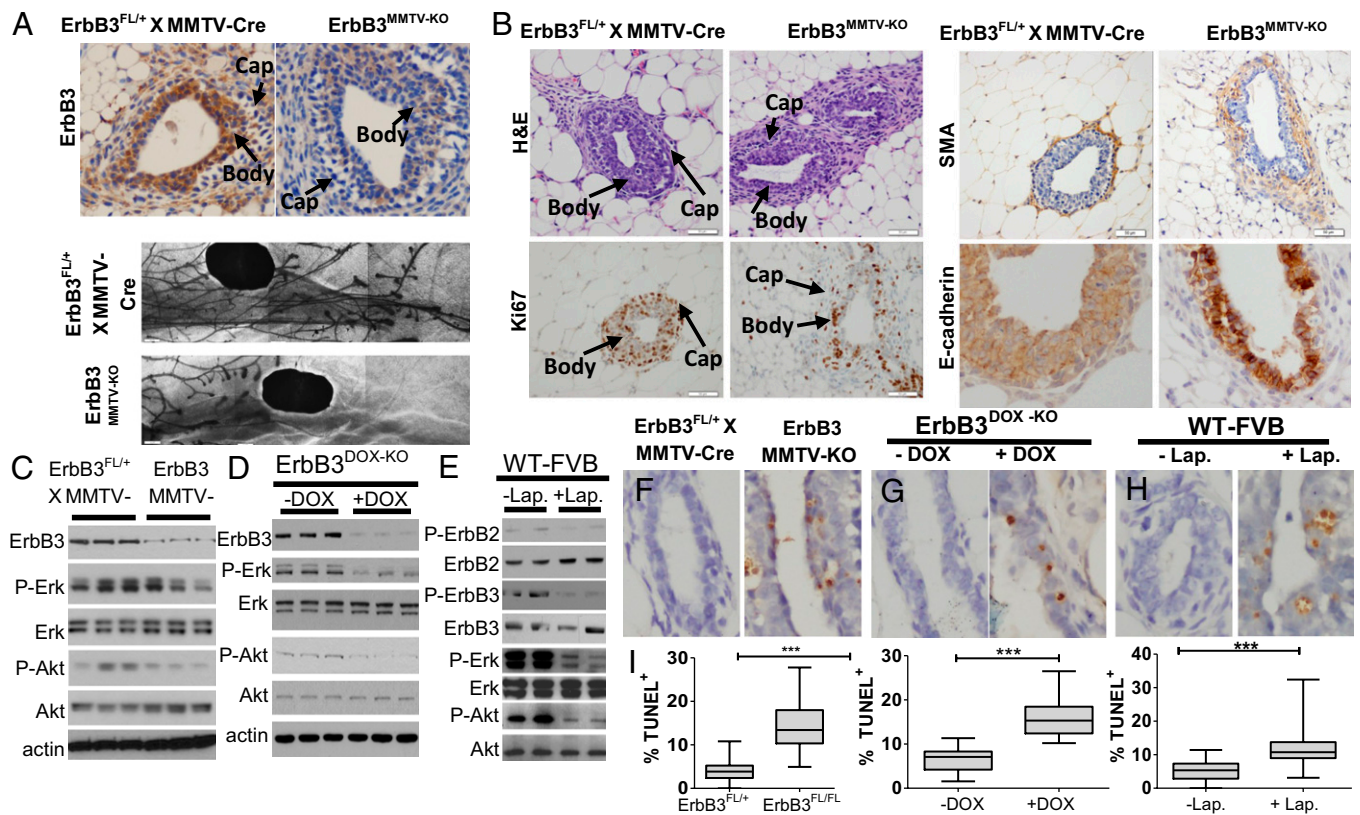 A
ErbB3FL/+ X MMTV-Cre
ErbB3MMTV-KO
ErbB3
Cap
Body
Body
Cap
ErbB3FL/+
X MMTV-
Cre
ErbB3
MMTV-KO
B
ErbB3FL/+ X MMTV-Cre
ErbB3MMTV-KO
H&E
Body
Cap
Cap
Body
Ki67
Body
Cap
Cap
Body
ErbB3FL/+ X MMTV-Cre
ErbB3MMTV-KO
SMA
E-cadherin
C
ErbB3FL/+
X MMTV-
ErbB3
MMTV-
ErbB3
P-Erk
Erk
P-Akt
Akt
actin
D
ErbB3DOX-KO
-DOX
+DOX
ErbB3
P-Erk
Erk
P-Akt
Akt
actin
E
WT-FVB
-Lap.
+Lap.
P-ErbB2
ErbB2
P-ErbB3
ErbB3
P-Erk
Erk
P-Akt
Akt
ErbB3FL/+ X
MMTV-Cre
ErbB3
MMTV-KO
F
ErbB3DOX -KO
- DOX
+ DOX
G
WT-FVB
- Lap.
+ Lap.
H
I
% TUNEL+
30
20
10
0
***
ErbB3FL/+
ErbB3FL/FL
% TUNEL+
30
20
10
0
***
-DOX
+DOX
% TUNEL+
40
30
20
10
0
***
-Lap.
+ Lap.